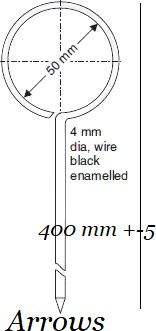 50 mm
4 mm
dia, wire
black
enamelled
400 mm +-5
Arrows